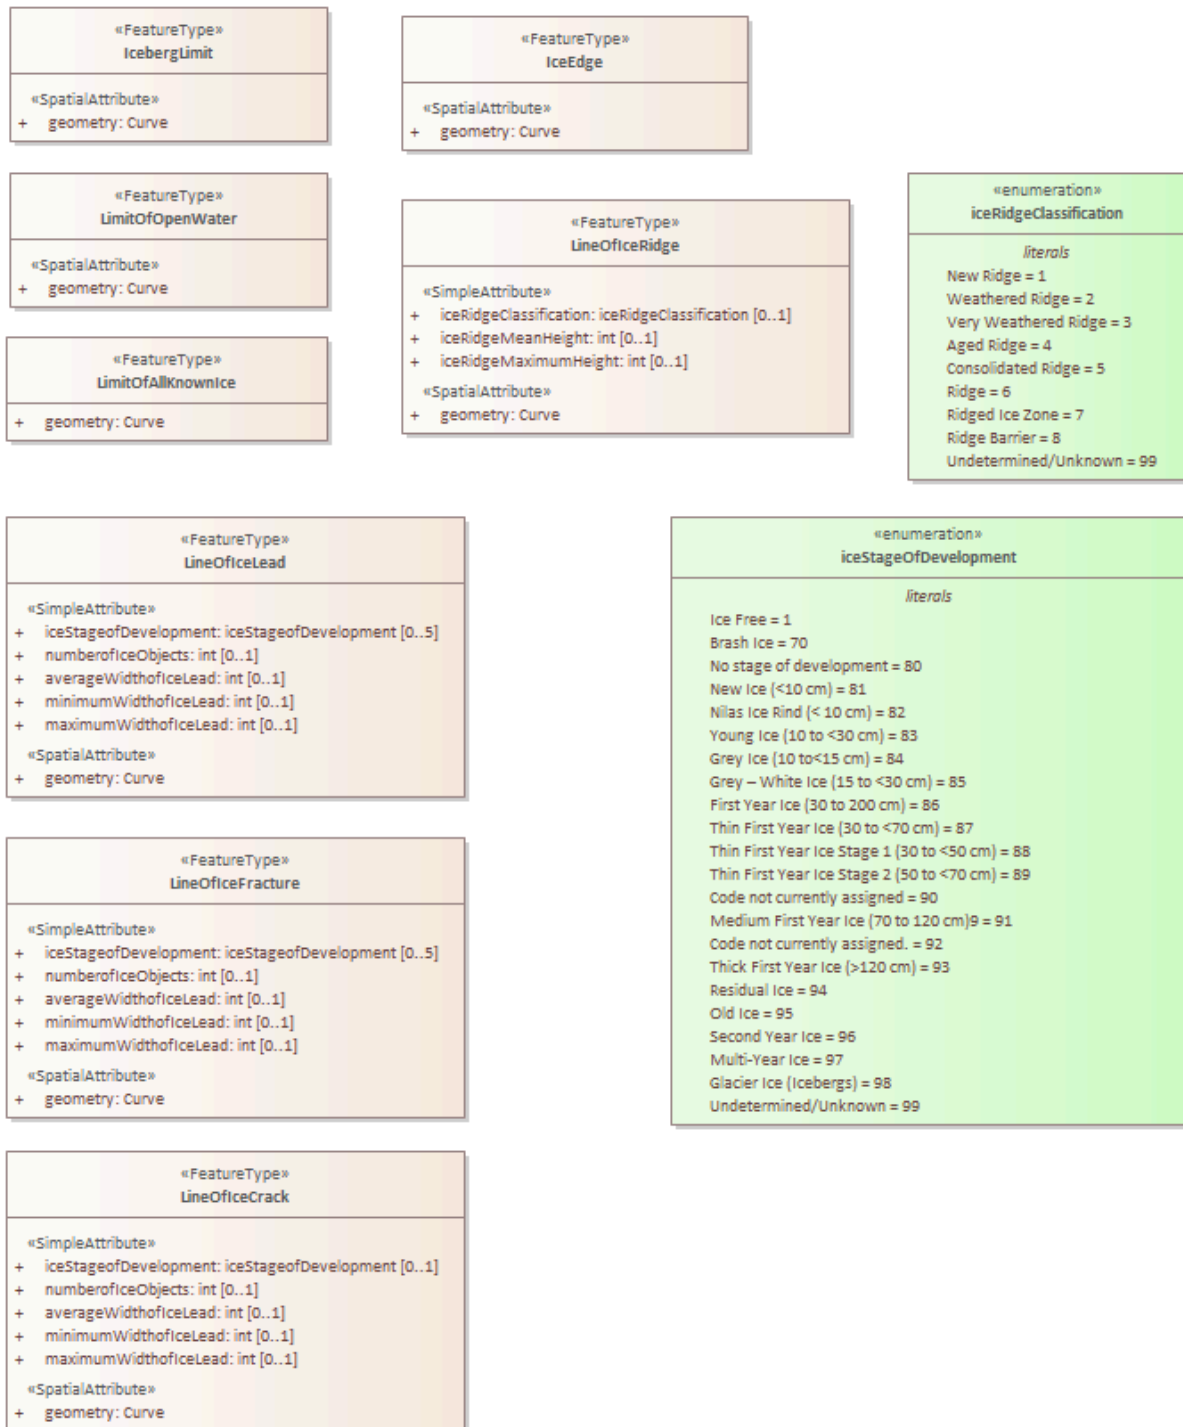 «FeatureType»
IcebergLimit
«SpatialAttribute»
+ geometry: Curve
«FeatureType»
IceEdge
«SpatialAttribute»
+ geometry: Curve
«FeatureType»
LimitOfOpenWater
«SpatialAttribute»
+ geometry: Curve
«FeatureType»
LimitOfAllKnownIce
+ geometry: Curve
«FeatureType»
LineOfIceRidge
«SimpleAttribute»
+ iceRidgeClassification: iceRidgeClassification [0..1]
+ iceRidgeMeanHeight: int [0..1]
+ iceRidgeMaximumHeight: int [0..1]
«SpatialAttribute»
+ geometry: Curve
«enumeration»
iceRidgeClassification
literals
New Ridge = 1
Weathered Ridge = 2
Very Weathered Ridge = 3
Aged Ridge = 4
Consolidated Ridge = 5
Ridge = 6
Ridged Ice Zone = 7
Ridge Barrier = 8
Undetermined/Unknown = 99
«FeatureType»
LineOfIceLead
«SimpleAttribute»
+ iceStageofDevelopment: iceStageofDevelopment [0..5]
+ numberofIceObjects: int [0..1]
+ averageWidthofIceLead: int [0..1]
+ minimumWidthofIceLead: int [0..1]
+ maximumWidthofIceLead: int [0..1]
«SpatialAttribute»
+ geometry: Curve
«enumeration»
iceStageOfDevelopment
literals
Ice Free = 1
Brash Ice = 70
No stage of development = 80
New Ice (<10 cm) = 81
Nilas Ice Rind (< 10 cm) = 82
Young Ice (10 to <30 cm) = 83
Grey Ice (10 to<15 cm) = 84
Grey – White Ice (15 to <30 cm) = 85
First Year Ice (30 to 200 cm) = 86
Thin First Year Ice (30 to <70 cm) = 87
Thin First Year Ice Stage 1 (30 to <50 cm) = 88
Thin First Year Ice Stage 2 (50 to <70 cm) = 89
Code not currently assigned = 90
Medium First Year Ice (70 to 120 cm)9 = 91
Code not currently assigned. = 92
Thick First Year Ice (>120 cm) = 93
Residual Ice = 94
Old Ice = 95
Second Year Ice = 96
Multi-Year Ice = 97
Glacier Ice (Icebergs) = 98
Undetermined/Unknown = 99
«FeatureType»
LineOfIceFracture
«SimpleAttribute»
+ iceStageofDevelopment: iceStageofDevelopment [0..5]
+ numberofIceObjects: int [0..1]
+ averageWidthofIceLead: int [0..1]
+ minimumWidthofIceLead: int [0..1]
+ maximumWidthofIceLead: int [0..1]
«SpatialAttribute»
+ geometry: Curve
«FeatureType»
LineOfIceCrack
«SimpleAttribute»
+ iceStageofDevelopment: iceStageofDevelopment [0..1]
+ numberofIceObjects: int [0..1]
+ averageWidthofIceLead: int [0..1]
+ minimumWidthofIceLead: int [0..1]
+ maximumWidthofIceLead: int [0..1]
«SpatialAttribute»
+ geometry: Curve